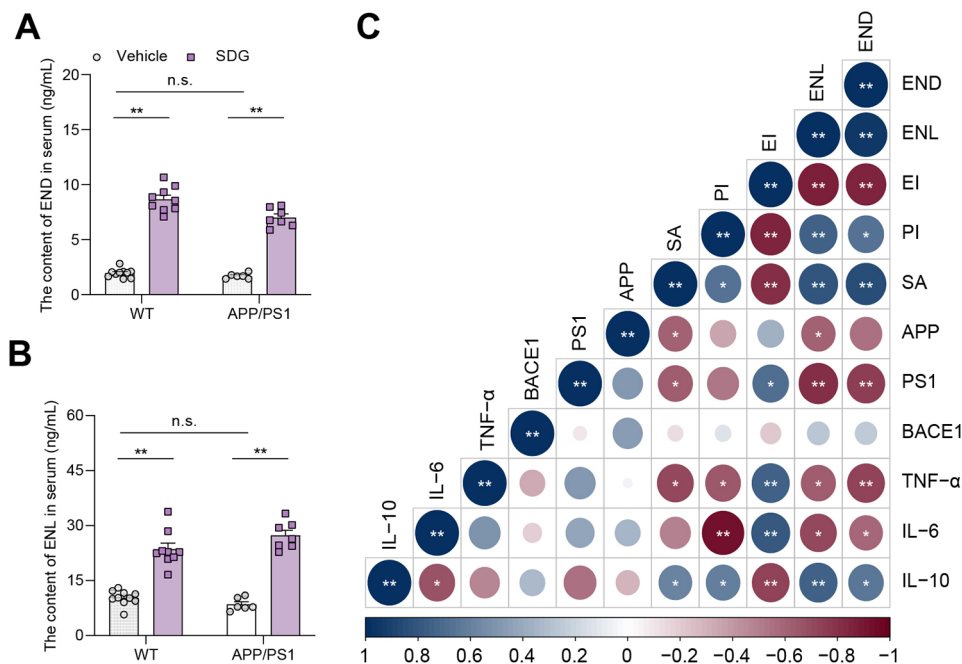 A
Vehicle SDG
The content of END in serum (ng/mL)
20
15
10
5
0
n.s.
** **
WT APP/PS1
B
The content of ENL in serum (ng/mL)
60
45
30
15
0
n.s.
** **
WT APP/PS1
C
IL−10 IL−6 TNF−α BACE1 PS1 APP SA PI EI ENL END
** END
** ** ENL
** ** ** EI
** ** ** * PI
** * ** ** ** SA
** * * APP
** * * ** ** PS1
** BACE1
** * * ** * ** TNF−α
** ** ** * * IL−6
** * * * ** ** * IL−10
1 0.8 0.6 0.4 0.2 0 −0.2 −0.4 −0.6 −0.8 −1